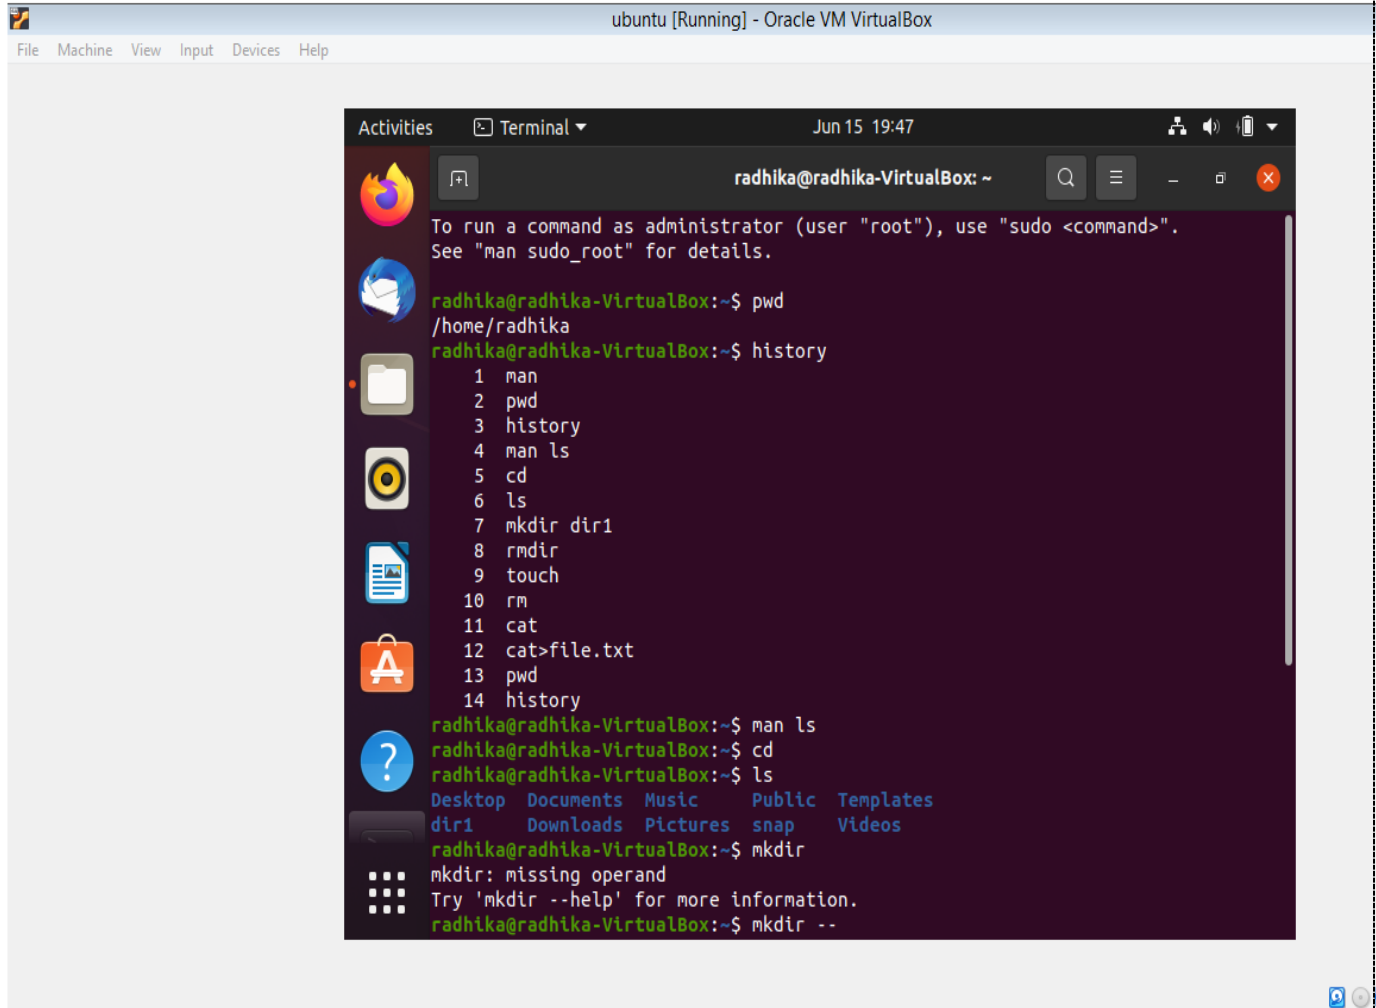 ubuntu [Running] - Oracle VM VirtualBox
File Machine View Input Devices Help
Activities Terminal Jun 15 19:47
radhika@radhika-VirtualBox: ~
To run a command as administrator (user "root"), use "sudo <command>".
See "man sudo_root" for details.
radhika@radhika-VirtualBox:~$ pwd
/home/radhika
radhika@radhika-VirtualBox:~$ history
1 man
2 pwd
3 history
4 man ls
5 cd
6 ls
7 mkdir dir1
8 rmdir
9 touch
10 rm
11 cat
12 cat>file.txt
13 pwd
14 history
radhika@radhika-VirtualBox:~$ man ls
radhika@radhika-VirtualBox:~$ cd
radhika@radhika-VirtualBox:~$ ls
Desktop Documents Music Public Templates
dir1 Downloads Pictures snap Videos
radhika@radhika-VirtualBox:~$ mkdir
mkdir: missing operand
Try 'mkdir --help' for more information.
radhika@radhika-VirtualBox:~$ mkdir --